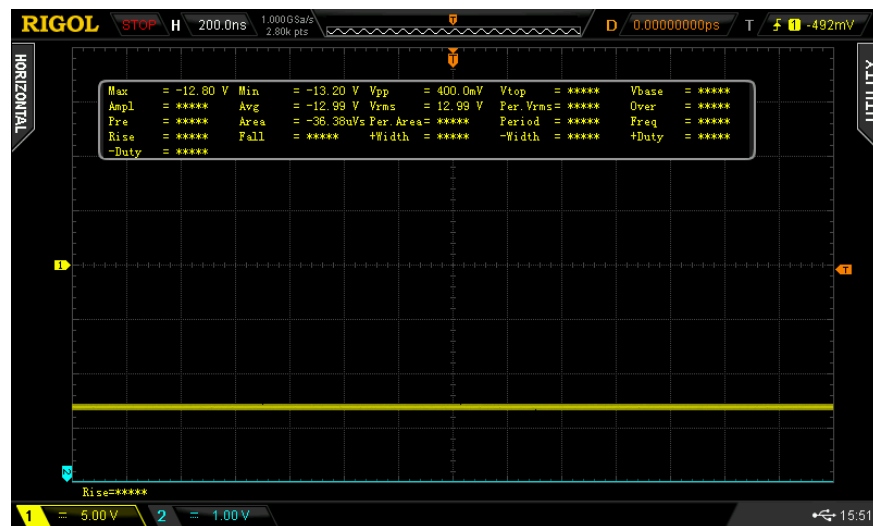 RIGOL STOP H 200.0ns 1.000GSa/s 2.80k pts D 0.00000000ps T 1 -492mV
HORIZONTAL
UTILITY
Max = -12.80 V Min = -13.20 V Vpp = 400.0mV Vtop = ***** Vbase = *****
Ampl = ***** Avg = -12.99 V Vrms = 12.99 V Per.Vrms= ***** Over = *****
Pre = ***** Area = -36.38uVs Per.Area= ***** Period = ***** Freq = *****
Rise = ***** Fall = ***** +Width = ***** -Width = ***** +Duty = *****
-Duty = *****
T
1
T
2
Rise=*****
1 = 5.00 V 2 = 1.00 V 15:51